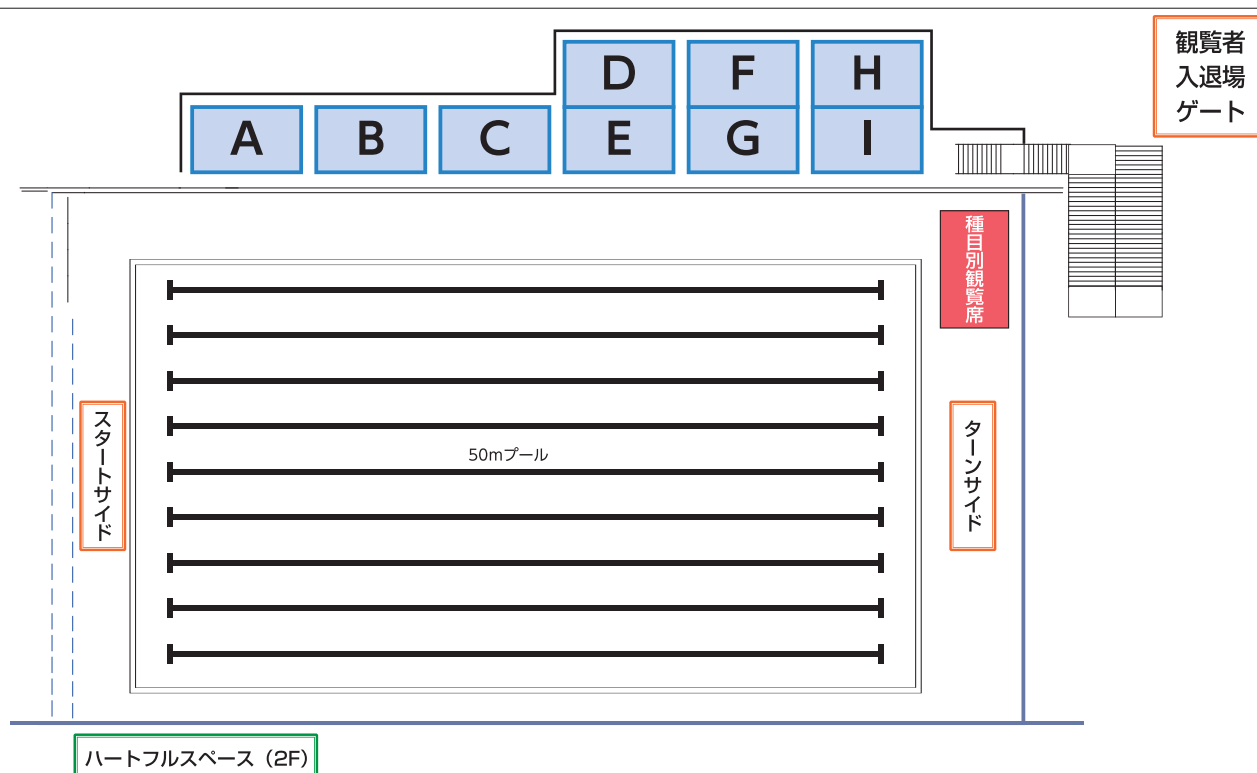 観覧者
入退場
ゲート
D F H
A B C E G I
種目別観覧席
スタートサイド
50mプール
ターンサイド
ハートフルスペース（2F）